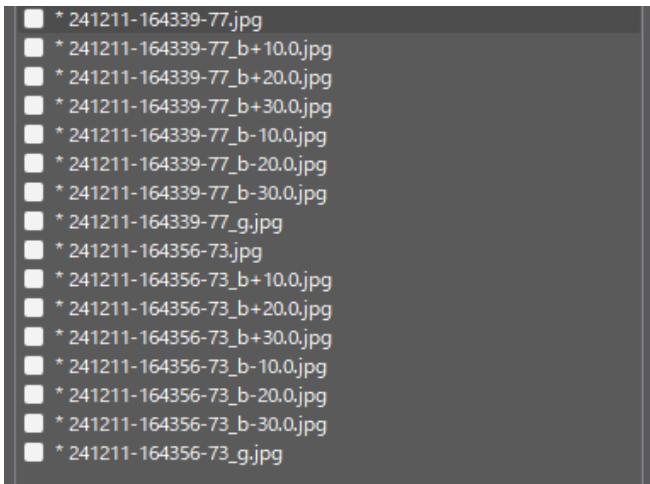 * 241211-164339-77.jpg
* 241211-164339-77_b+10.0.jpg
* 241211-164339-77_b+20.0.jpg
* 241211-164339-77_b+30.0.jpg
* 241211-164339-77_b-10.0.jpg
* 241211-164339-77_b-20.0.jpg
* 241211-164339-77_b-30.0.jpg
* 241211-164339-77_g.jpg
* 241211-164356-73.jpg
* 241211-164356-73_b+10.0.jpg
* 241211-164356-73_b+20.0.jpg
* 241211-164356-73_b+30.0.jpg
* 241211-164356-73_b-10.0.jpg
* 241211-164356-73_b-20.0.jpg
* 241211-164356-73_b-30.0.jpg
* 241211-164356-73_g.jpg